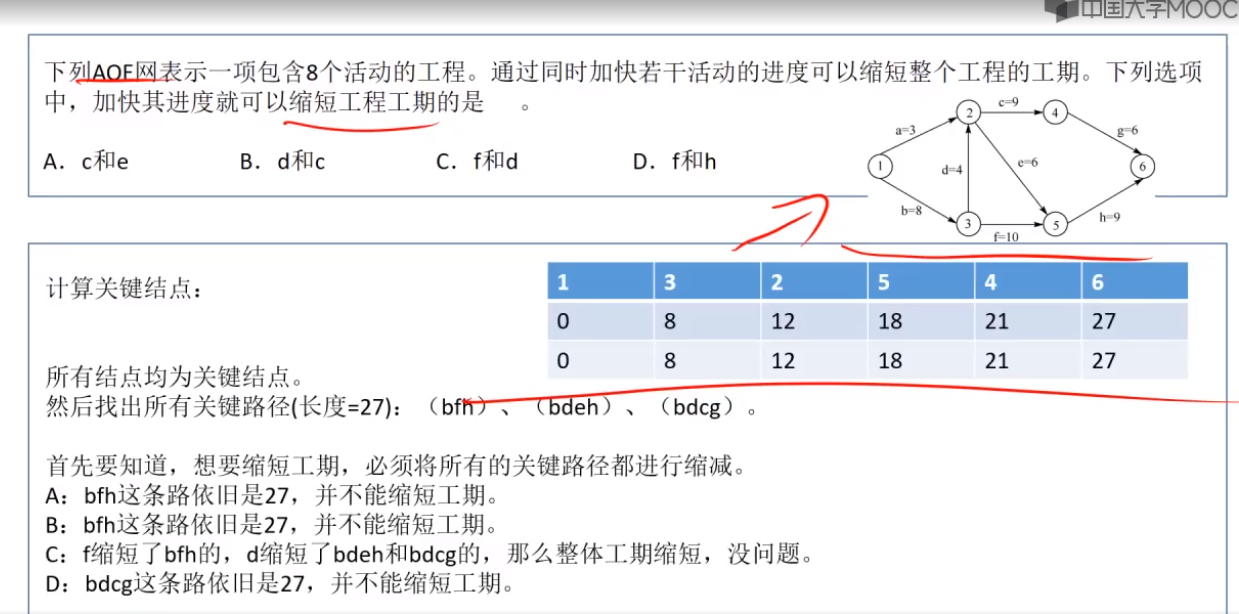 中国大学MOOC
下列AOE网表示一项包含8个活动的工程。通过同时加快若干活动的进度可以缩短整个工程的工期。下列选项
中，加快其进度就可以缩短工程工期的是 。
A. c和e B. d和c C. f和d D. f和h
c=9
2 4
a=3 g=6
1 d=4 e=6 6
b=8 h=9
3 5
f=10
计算关键结点：
1 3 2 5 4 6
0 8 12 18 21 27
0 8 12 18 21 27
所有结点均为关键结点。
然后找出所有关键路径(长度=27)：（bfh）、（bdeh）、（bdcg）。
首先要知道，想要缩短工期，必须将所有的关键路径都进行缩减。
A：bfh这条路依旧是27，并不能缩短工期。
B：bfh这条路依旧是27，并不能缩短工期。
C：f缩短了bfh的，d缩短了bdeh和bdcg的，那么整体工期缩短，没问题。
D：bdcg这条路依旧是27，并不能缩短工期。